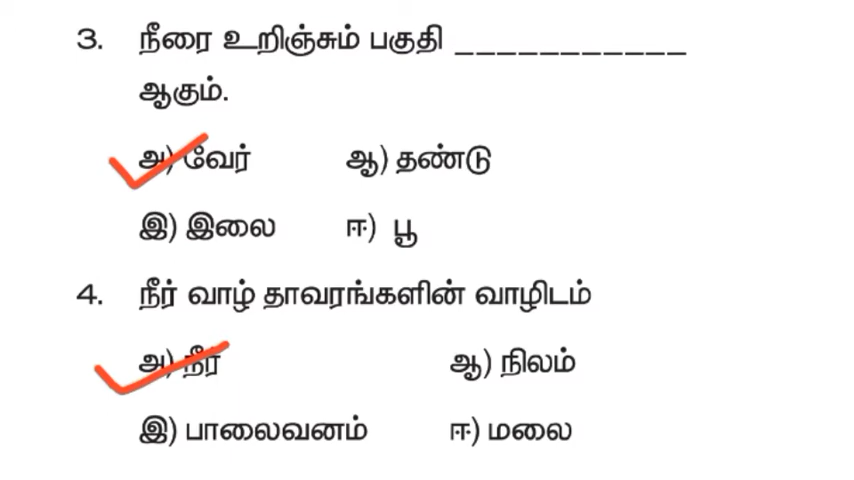 3. நீரை உறிஞ்சும் பகுதி ___________
ஆகும்.
அ) வேர் ஆ) தண்டு
இ) இலை ஈ) பூ
4. நீர் வாழ் தாவரங்களின் வாழிடம்
அ) நீர் ஆ) நிலம்
இ) பாலைவனம் ஈ) மலை